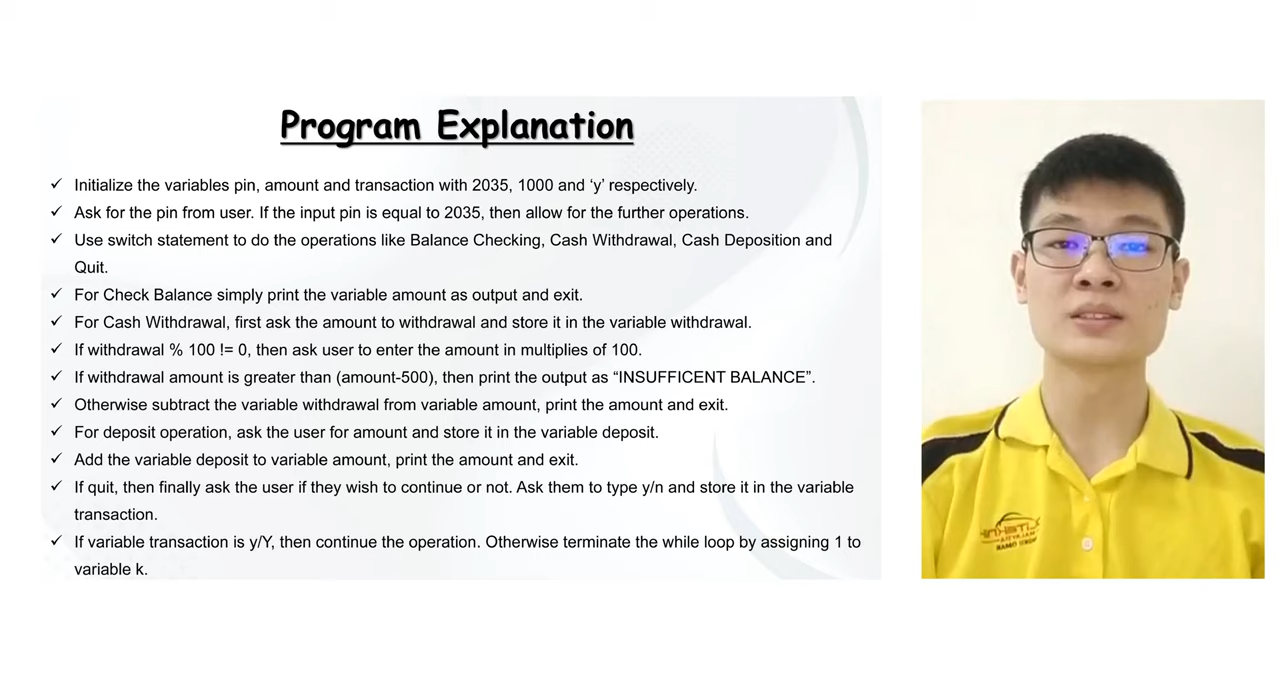 Program Explanation
✓ Initialize the variables pin, amount and transaction with 2035, 1000 and ‘y’ respectively.
✓ Ask for the pin from user. If the input pin is equal to 2035, then allow for the further operations.
✓ Use switch statement to do the operations like Balance Checking, Cash Withdrawal, Cash Deposition and
Quit.
✓ For Check Balance simply print the variable amount as output and exit.
✓ For Cash Withdrawal, first ask the amount to withdrawal and store it in the variable withdrawal.
✓ If withdrawal % 100 != 0, then ask user to enter the amount in multiplies of 100.
✓ If withdrawal amount is greater than (amount-500), then print the output as “INSUFFICENT BALANCE”.
✓ Otherwise subtract the variable withdrawal from variable amount, print the amount and exit.
✓ For deposit operation, ask the user for amount and store it in the variable deposit.
✓ Add the variable deposit to variable amount, print the amount and exit.
✓ If quit, then finally ask the user if they wish to continue or not. Ask them to type y/n and store it in the variable
transaction.
✓ If variable transaction is y/Y, then continue the operation. Otherwise terminate the while loop by assigning 1 to
variable k.